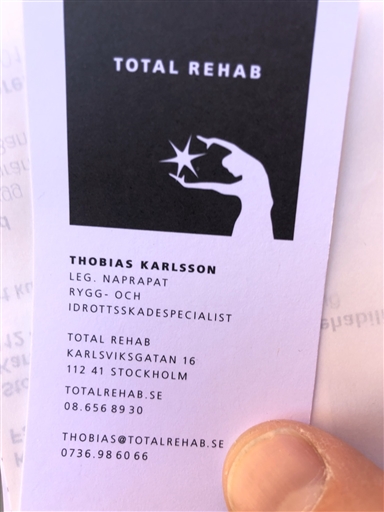 TOTAL REHAB
THOBIAS KARLSSON
LEG. NAPRAPAT
RYGG- OCH
IDROTTSSKADESPECIALIST
TOTAL REHAB
KARLSVIKSGATAN 16
112 41 STOCKHOLM
TOTALREHAB.SE
08.656 89 30
THOBIAS@TOTALREHAB.SE
0736.98 60 66